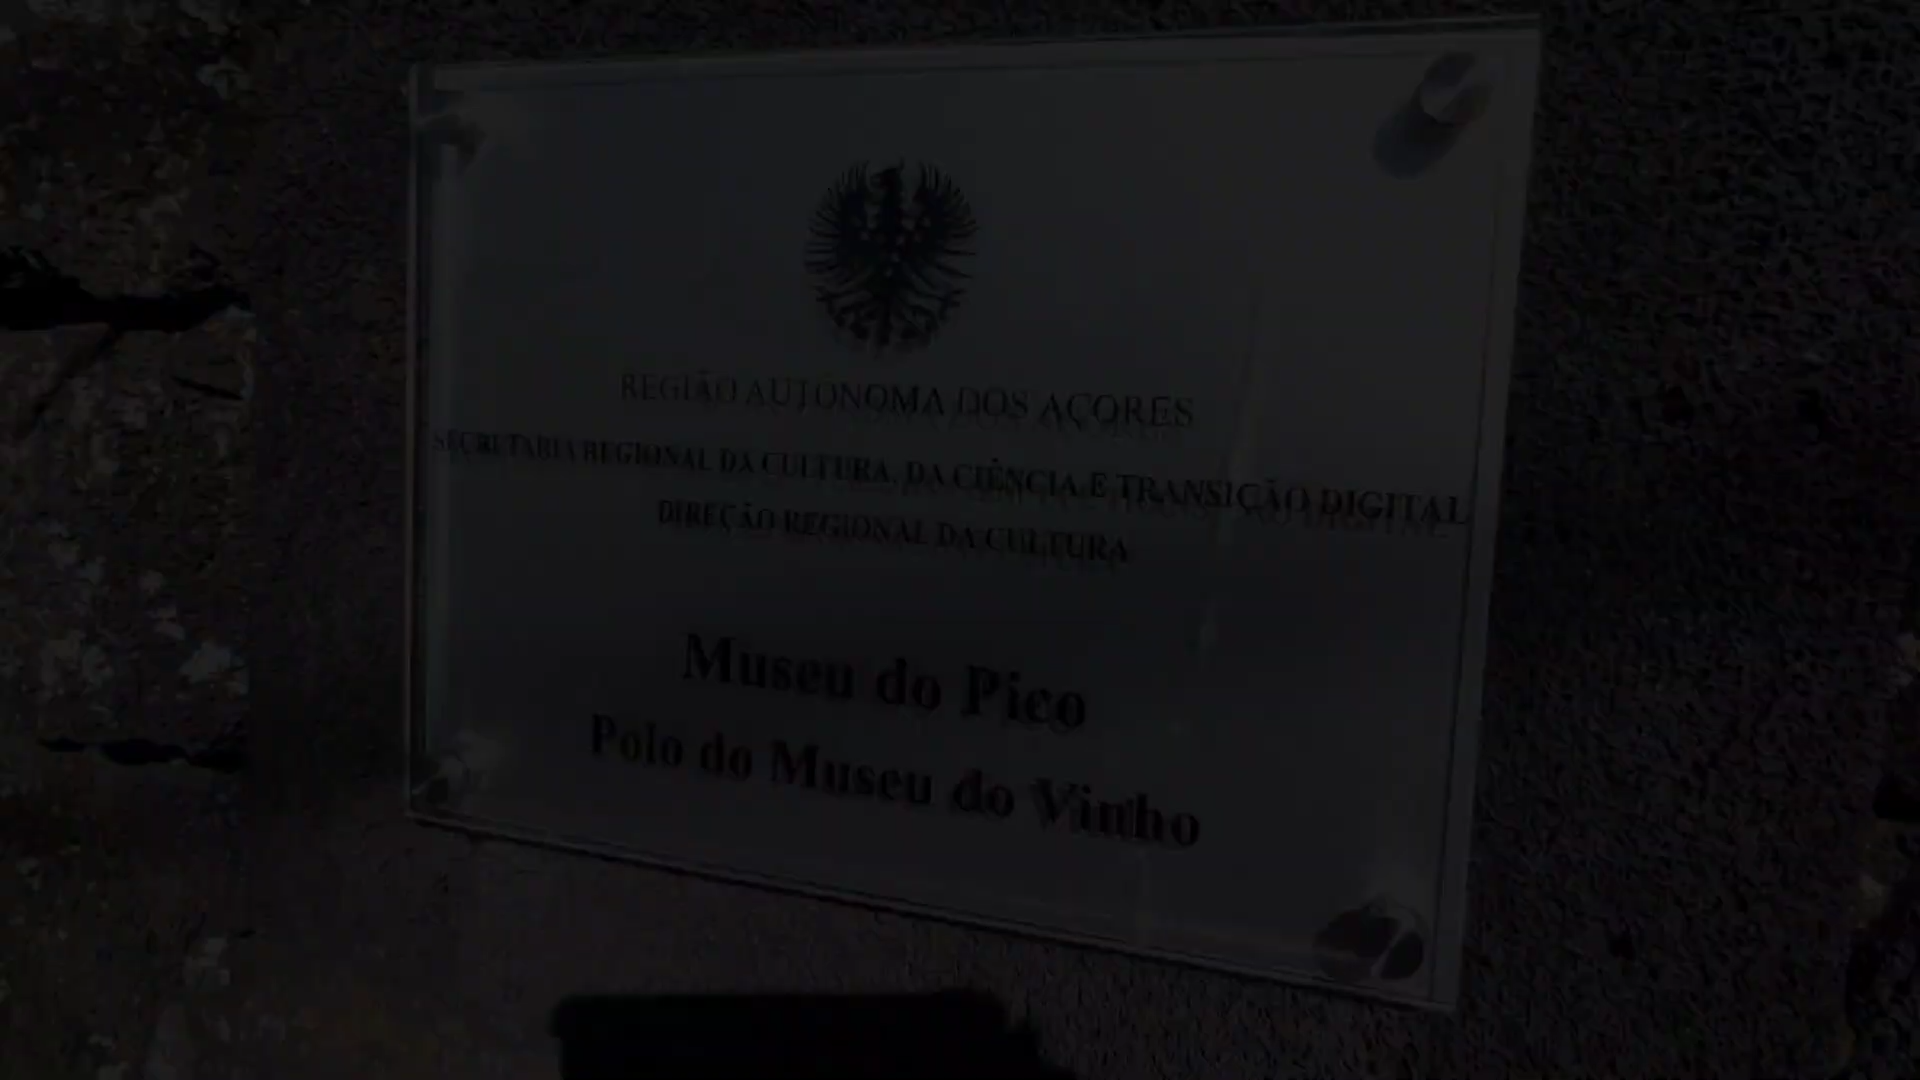 REGIÃO AUTÓNOMA DOS AÇORES
SECRETARIA REGIONAL DA CULTURA, DA CIÊNCIA E TRANSIÇÃO DIGITAL
DIREÇÃO REGIONAL DA CULTURA
Museu do Pico
Polo do Museu do Vinho